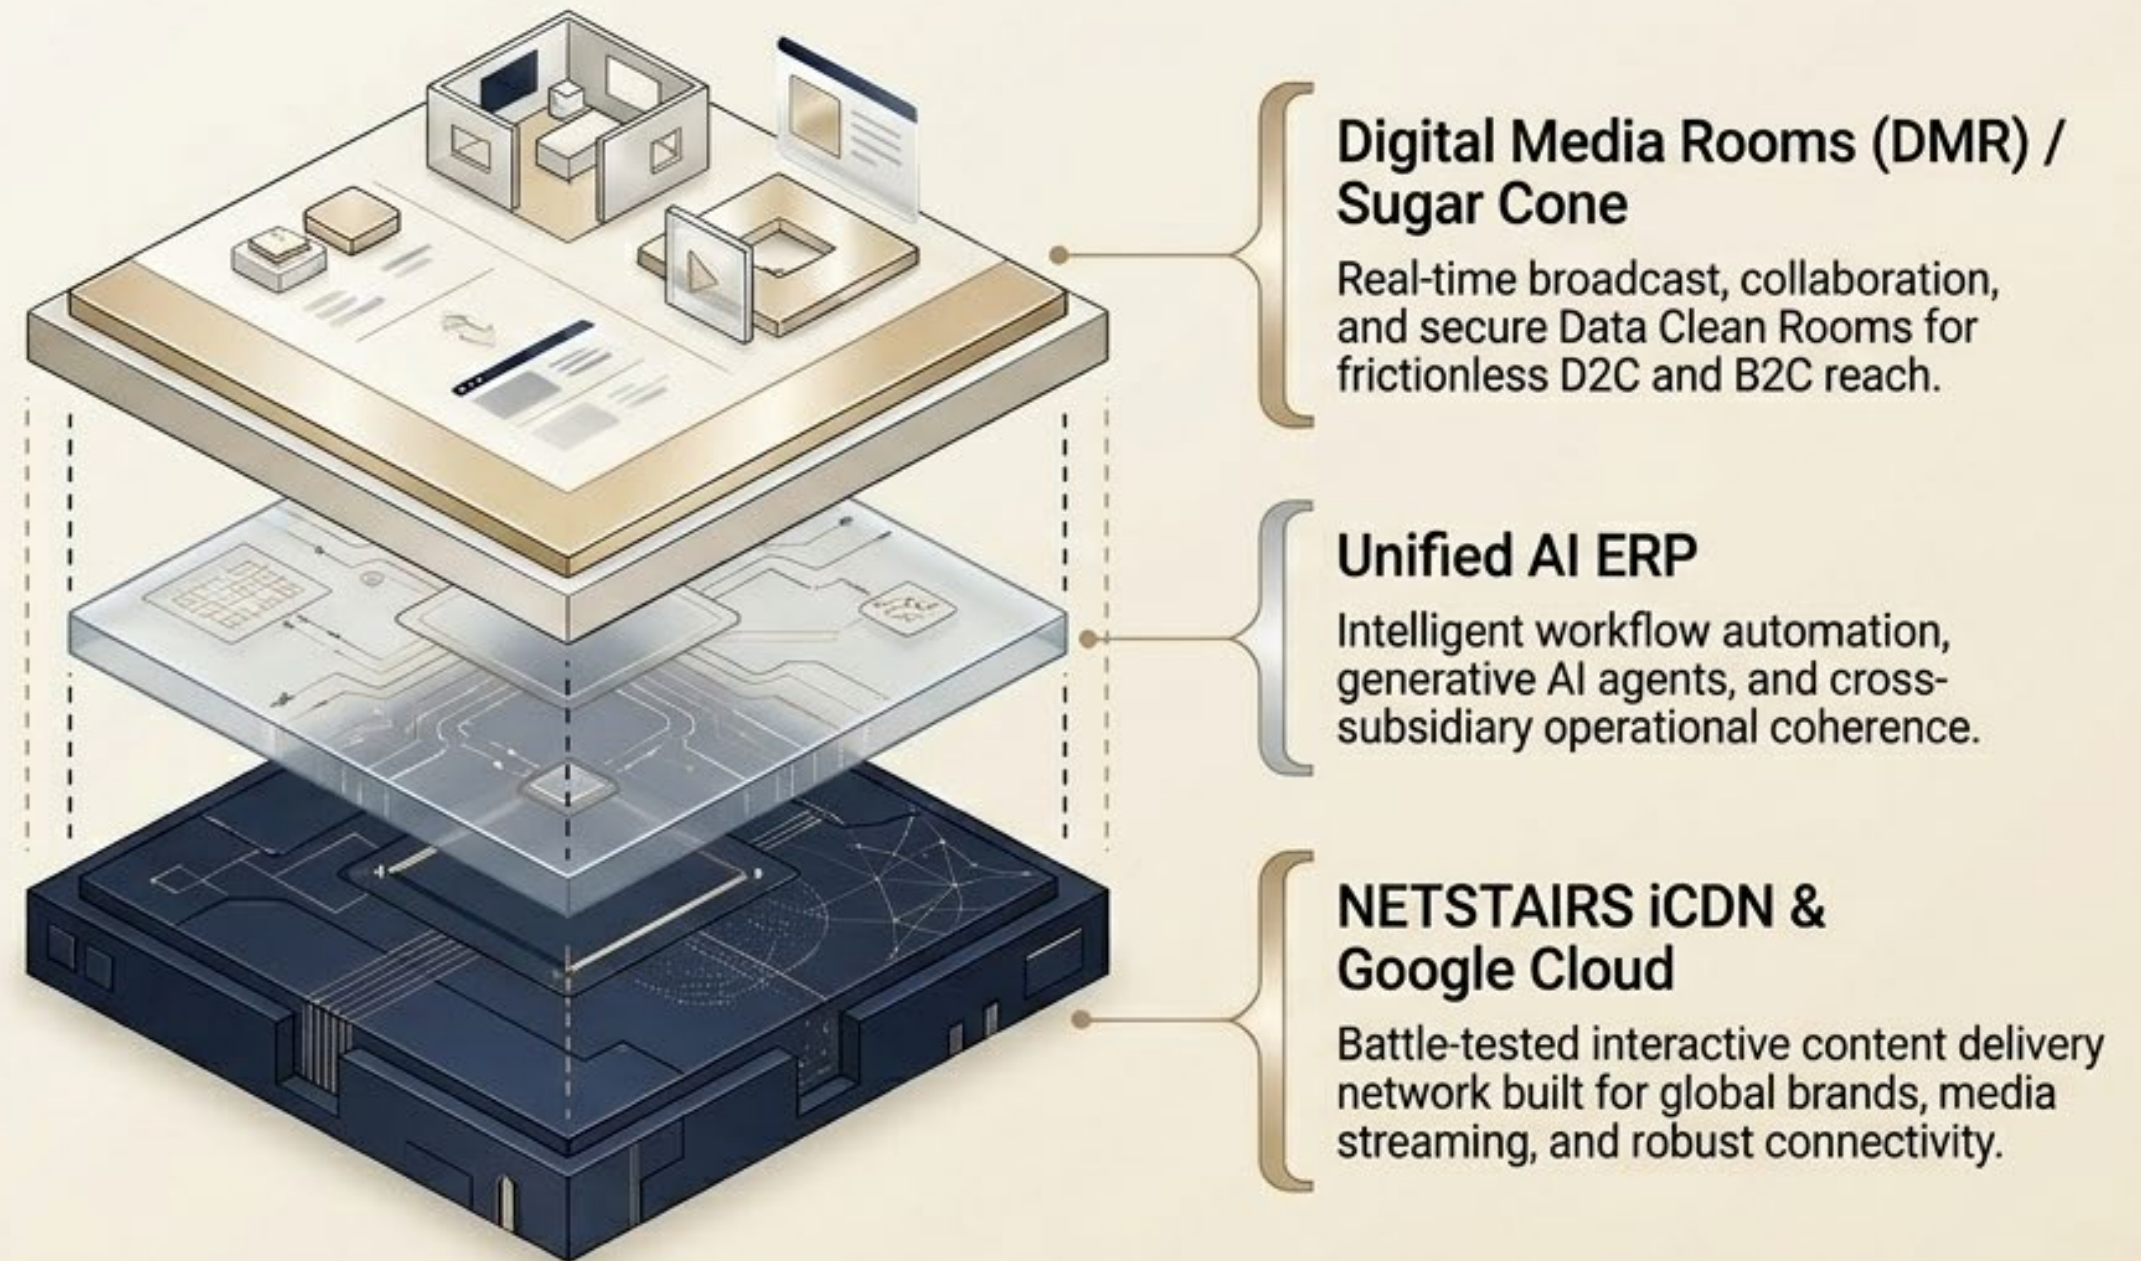 Digital Media Rooms (DMR) /
Sugar Cone
Real-time broadcast, collaboration,
and secure Data Clean Rooms for
frictionless D2C and B2C reach.
Unified AI ERP
Intelligent workflow automation,
generative AI agents, and cross-
subsidiary operational coherence.
NETSTAIRS iCDN &
Google Cloud
Battle-tested interactive content delivery
network built for global brands, media
streaming, and robust connectivity.